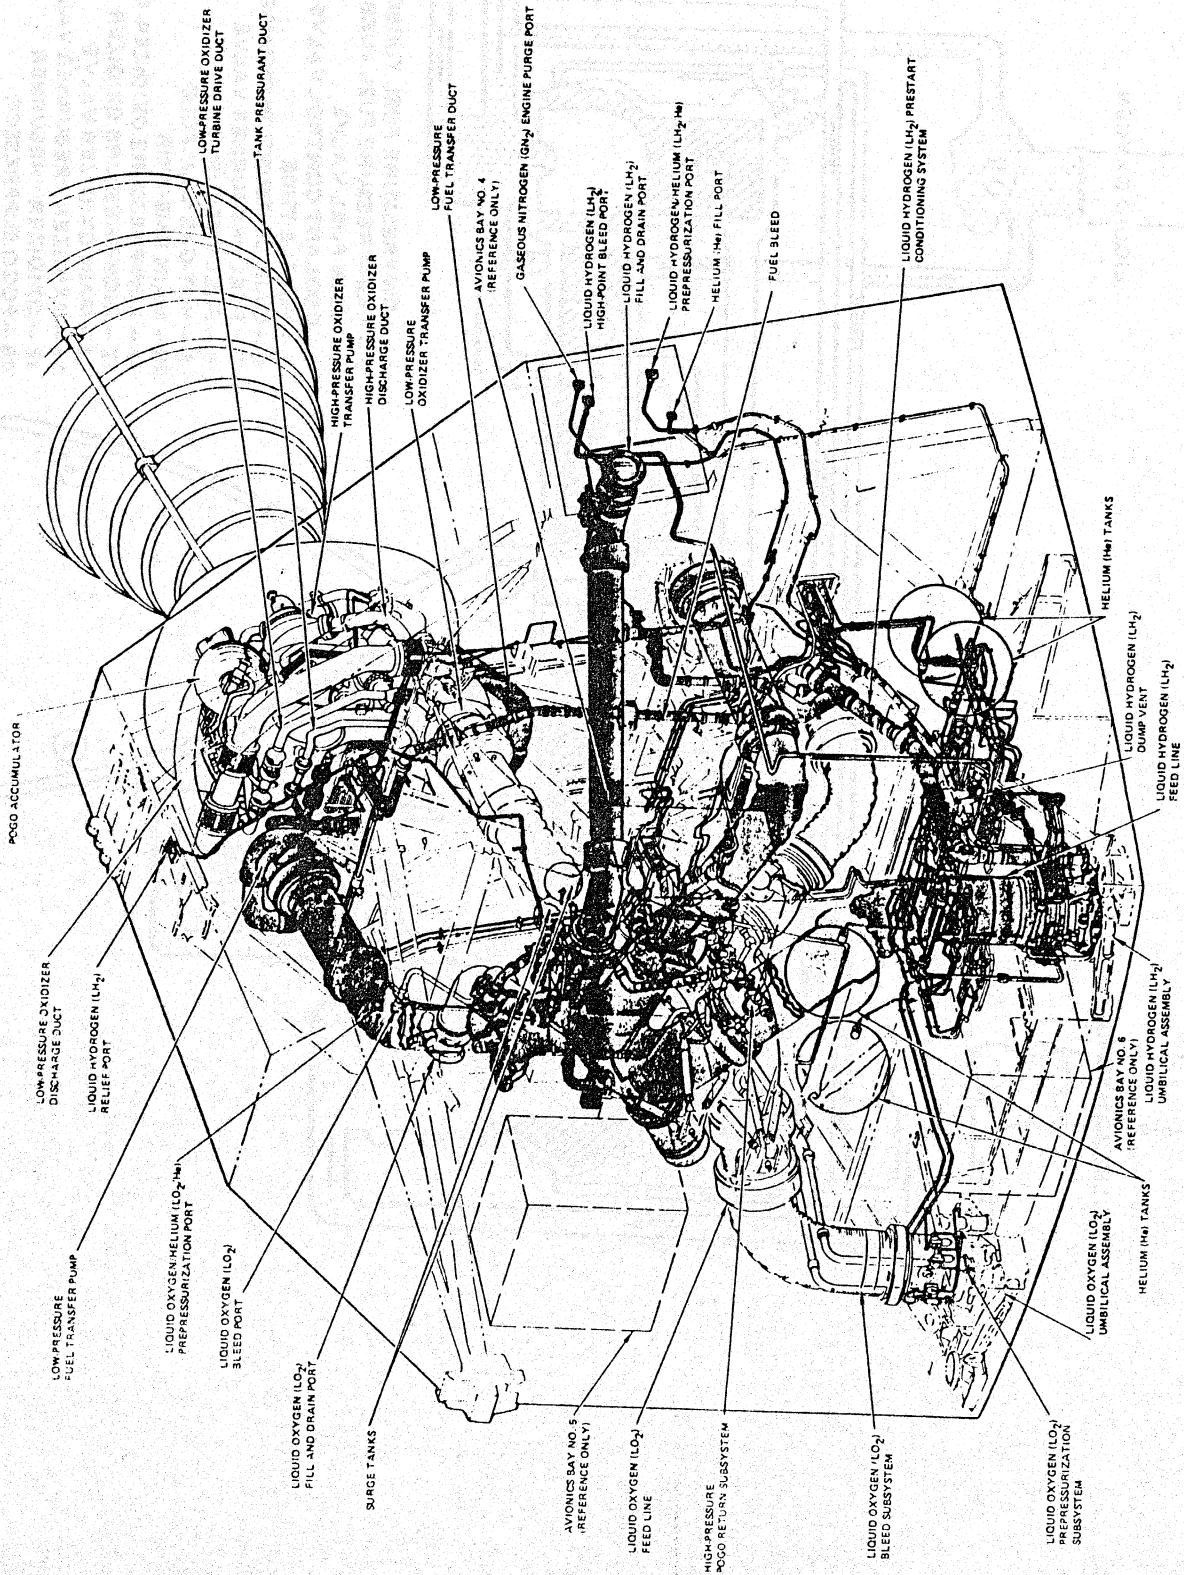 POGO ACCUMULATOR
LOW-PRESSURE OXIDIZER
DISCHARGE DUCT
LIQUID HYDROGEN (LH2)
RELIEF PORT
LOW-PRESSURE
FUEL TRANSFER PUMP
LIQUID OXYGEN/HELIUM (LO2/He)
PREPRESSURIZATION PORT
LIQUID OXYGEN (LO2)
BLEED PORT
LIQUID OXYGEN (LO2)
FILL AND DRAIN PORT
SURGE TANKS
AVIONICS BAY NO. 5
(REFERENCE ONLY)
LIQUID OXYGEN (LO2)
FEED LINE
HIGH-PRESSURE
POGO RETURN SUBSYSTEM
LIQUID OXYGEN (LO2)
BLEED SUBSYSTEM
LIQUID OXYGEN (LO2)
PREPRESSURIZATION
SUBSYSTEM
LOW-PRESSURE OXIDIZER
TURBINE DRIVE DUCT
TANK PRESSURANT DUCT
HIGH-PRESSURE OXIDIZER
TRANSFER PUMP
HIGH-PRESSURE OXIDIZER
DISCHARGE DUCT
LOW-PRESSURE
OXIDIZER TRANSFER PUMP
LOW-PRESSURE
FUEL TRANSFER DUCT
AVIONICS BAY NO. 4
(REFERENCE ONLY)
GASEOUS NITROGEN (GN2) ENGINE PURGE PORT
LIQUID HYDROGEN (LH2)
HIGH-POINT BLEED PORT
LIQUID HYDROGEN (LH2)
FILL AND DRAIN PORT
LIQUID HYDROGEN/HELIUM (LH2/He)
PREPRESSURIZATION PORT
HELIUM (He) FILL PORT
FUEL BLEED
LIQUID HYDROGEN (LH2) PRESTART
CONDITIONING SYSTEM
HELIUM (He) TANKS
LIQUID HYDROGEN (LH2)
DUMP VENT
LIQUID HYDROGEN (LH2)
FEED LINE
LIQUID HYDROGEN (LH2)
UMBILICAL ASSEMBLY
AVIONICS BAY NO. 6
(REFERENCE ONLY)
HELIUM (He) TANKS
LIQUID OXYGEN (LO2)
UMBILICAL ASSEMBLY